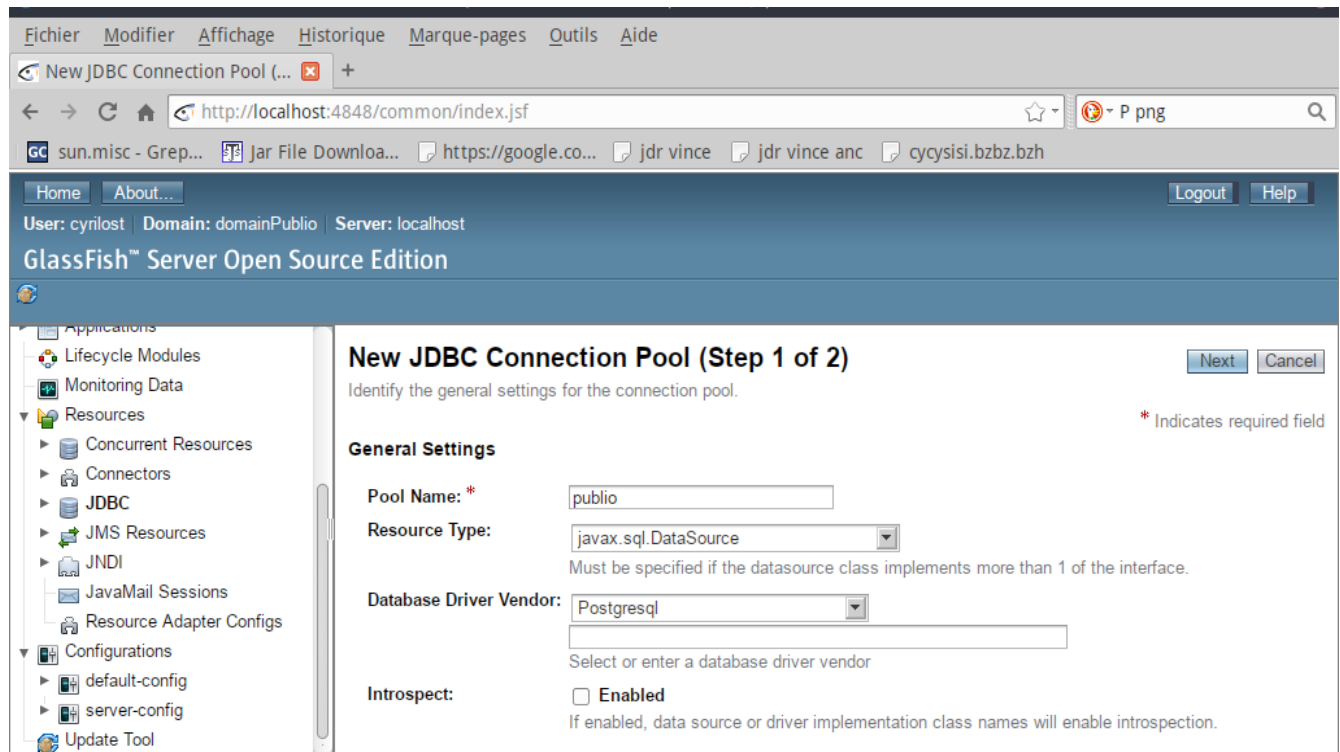 Fichier Modifier Affichage Historique Marque-pages Outils Aide
New JDBC Connection Pool (... +
http://localhost:4848/common/index.jsf P png
GC sun.misc - Grep... Jar File Downloa... https://google.co... jdr vince jdr vince anc cycysisi.bzbz.bzh
Home About... Logout Help
User: cyrilost Domain: domainPublio Server: localhost
GlassFish™ Server Open Source Edition
Applications
Lifecycle Modules
Monitoring Data
Resources
Concurrent Resources
Connectors
JDBC
JMS Resources
JNDI
JavaMail Sessions
Resource Adapter Configs
Configurations
default-config
server-config
Update Tool
New JDBC Connection Pool (Step 1 of 2) Next Cancel
Identify the general settings for the connection pool.
* Indicates required field
General Settings
Pool Name: * publio
Resource Type: javax.sql.DataSource
Must be specified if the datasource class implements more than 1 of the interface.
Database Driver Vendor: Postgresql
Select or enter a database driver vendor
Introspect: Enabled
If enabled, data source or driver implementation class names will enable introspection.